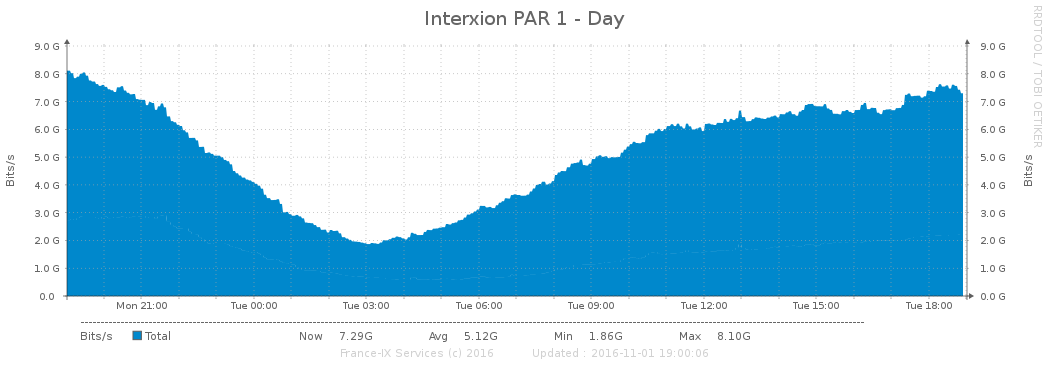 Interxion PAR 1 - Day
RRDTOOL / TOBI OETIKER
Bits/s
9.0 G 9.0 G
8.0 G 8.0 G
7.0 G 7.0 G
6.0 G 6.0 G
5.0 G 5.0 G
4.0 G 4.0 G
3.0 G 3.0 G
2.0 G 2.0 G
1.0 G 1.0 G
0.0 0.0 G
Bits/s
Mon 21:00 Tue 00:00 Tue 03:00 Tue 06:00 Tue 09:00 Tue 12:00 Tue 15:00 Tue 18:00
Bits/s Total Now 7.29G Avg 5.12G Min 1.86G Max 8.10G
France-IX Services (c) 2016 Updated : 2016-11-01 19:00:06